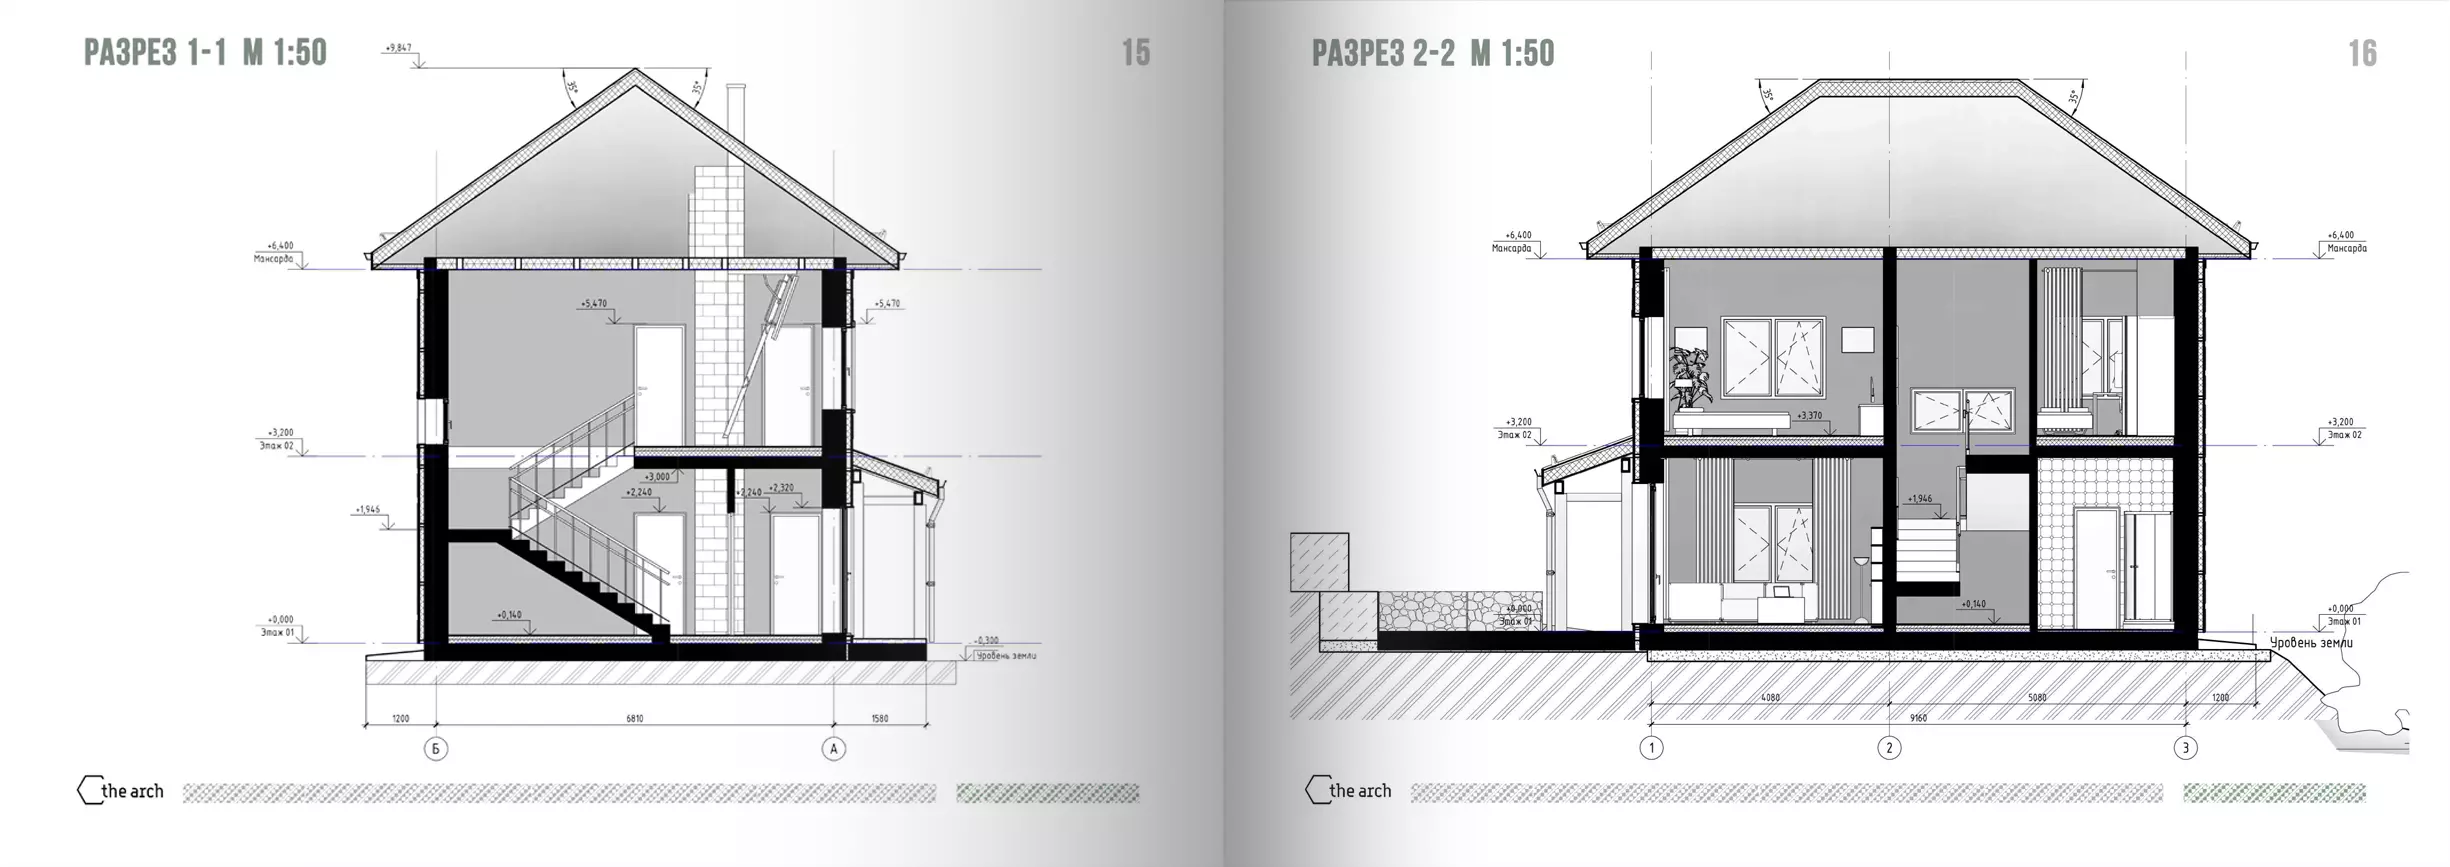 РАЗРЕЗ 1-1 М 1:50
15
+9,847
35°
35°
+6,400
Мансарда
+5,470
+5,470
+3,200
Этаж 02
+3,000
+2,240
+2,240
+2,320
+1,946
+0,140
+0,000
Этаж 01
-0,300
Уровень земли
1200
6810
1580
Б
А
the arch
РАЗРЕЗ 2-2 М 1:50
16
35°
35°
+6,400
Мансарда
+6,400
Мансарда
+3,370
+3,200
Этаж 02
+3,200
Этаж 02
+1,946
+0,140
+0,000
Этаж 01
+0,000
Этаж 01
Уровень земли
4080
5080
1200
9160
1
2
3
the arch